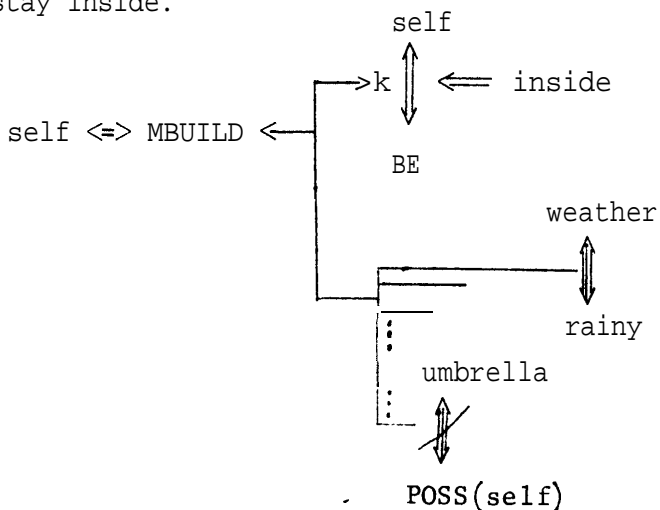 stay inside.
self
>k <== inside
self <=> MBUILD <
BE
weather
rainy
umbrella
POSS(self)